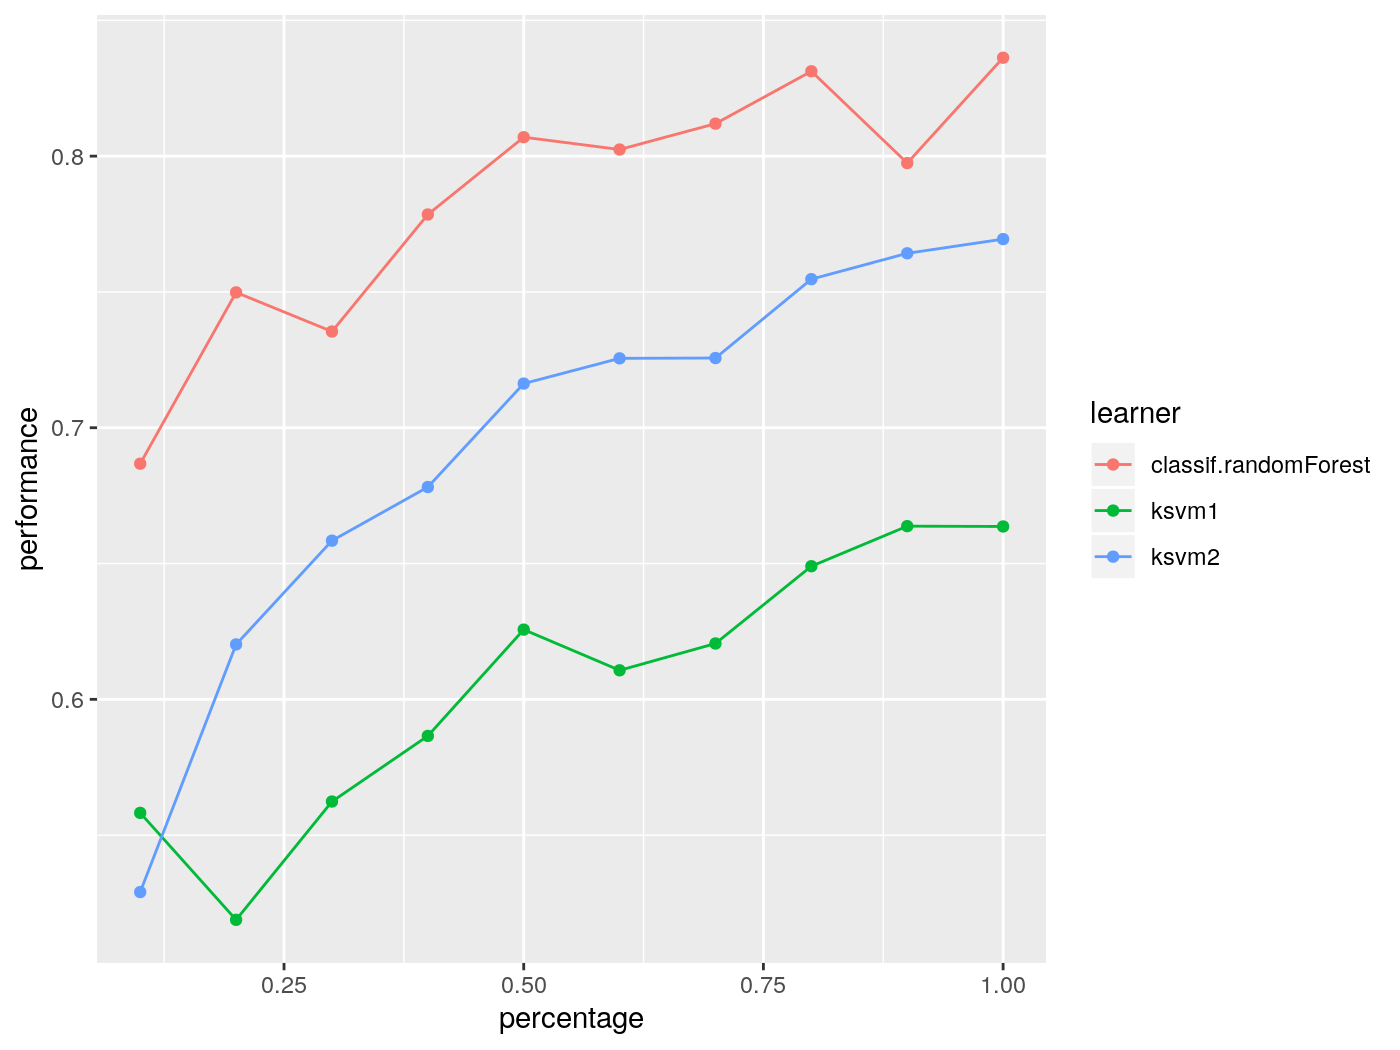 0.8
0.7
0.6
performance
0.25 0.50 0.75 1.00
percentage
learner
classif.randomForest
ksvm1
ksvm2